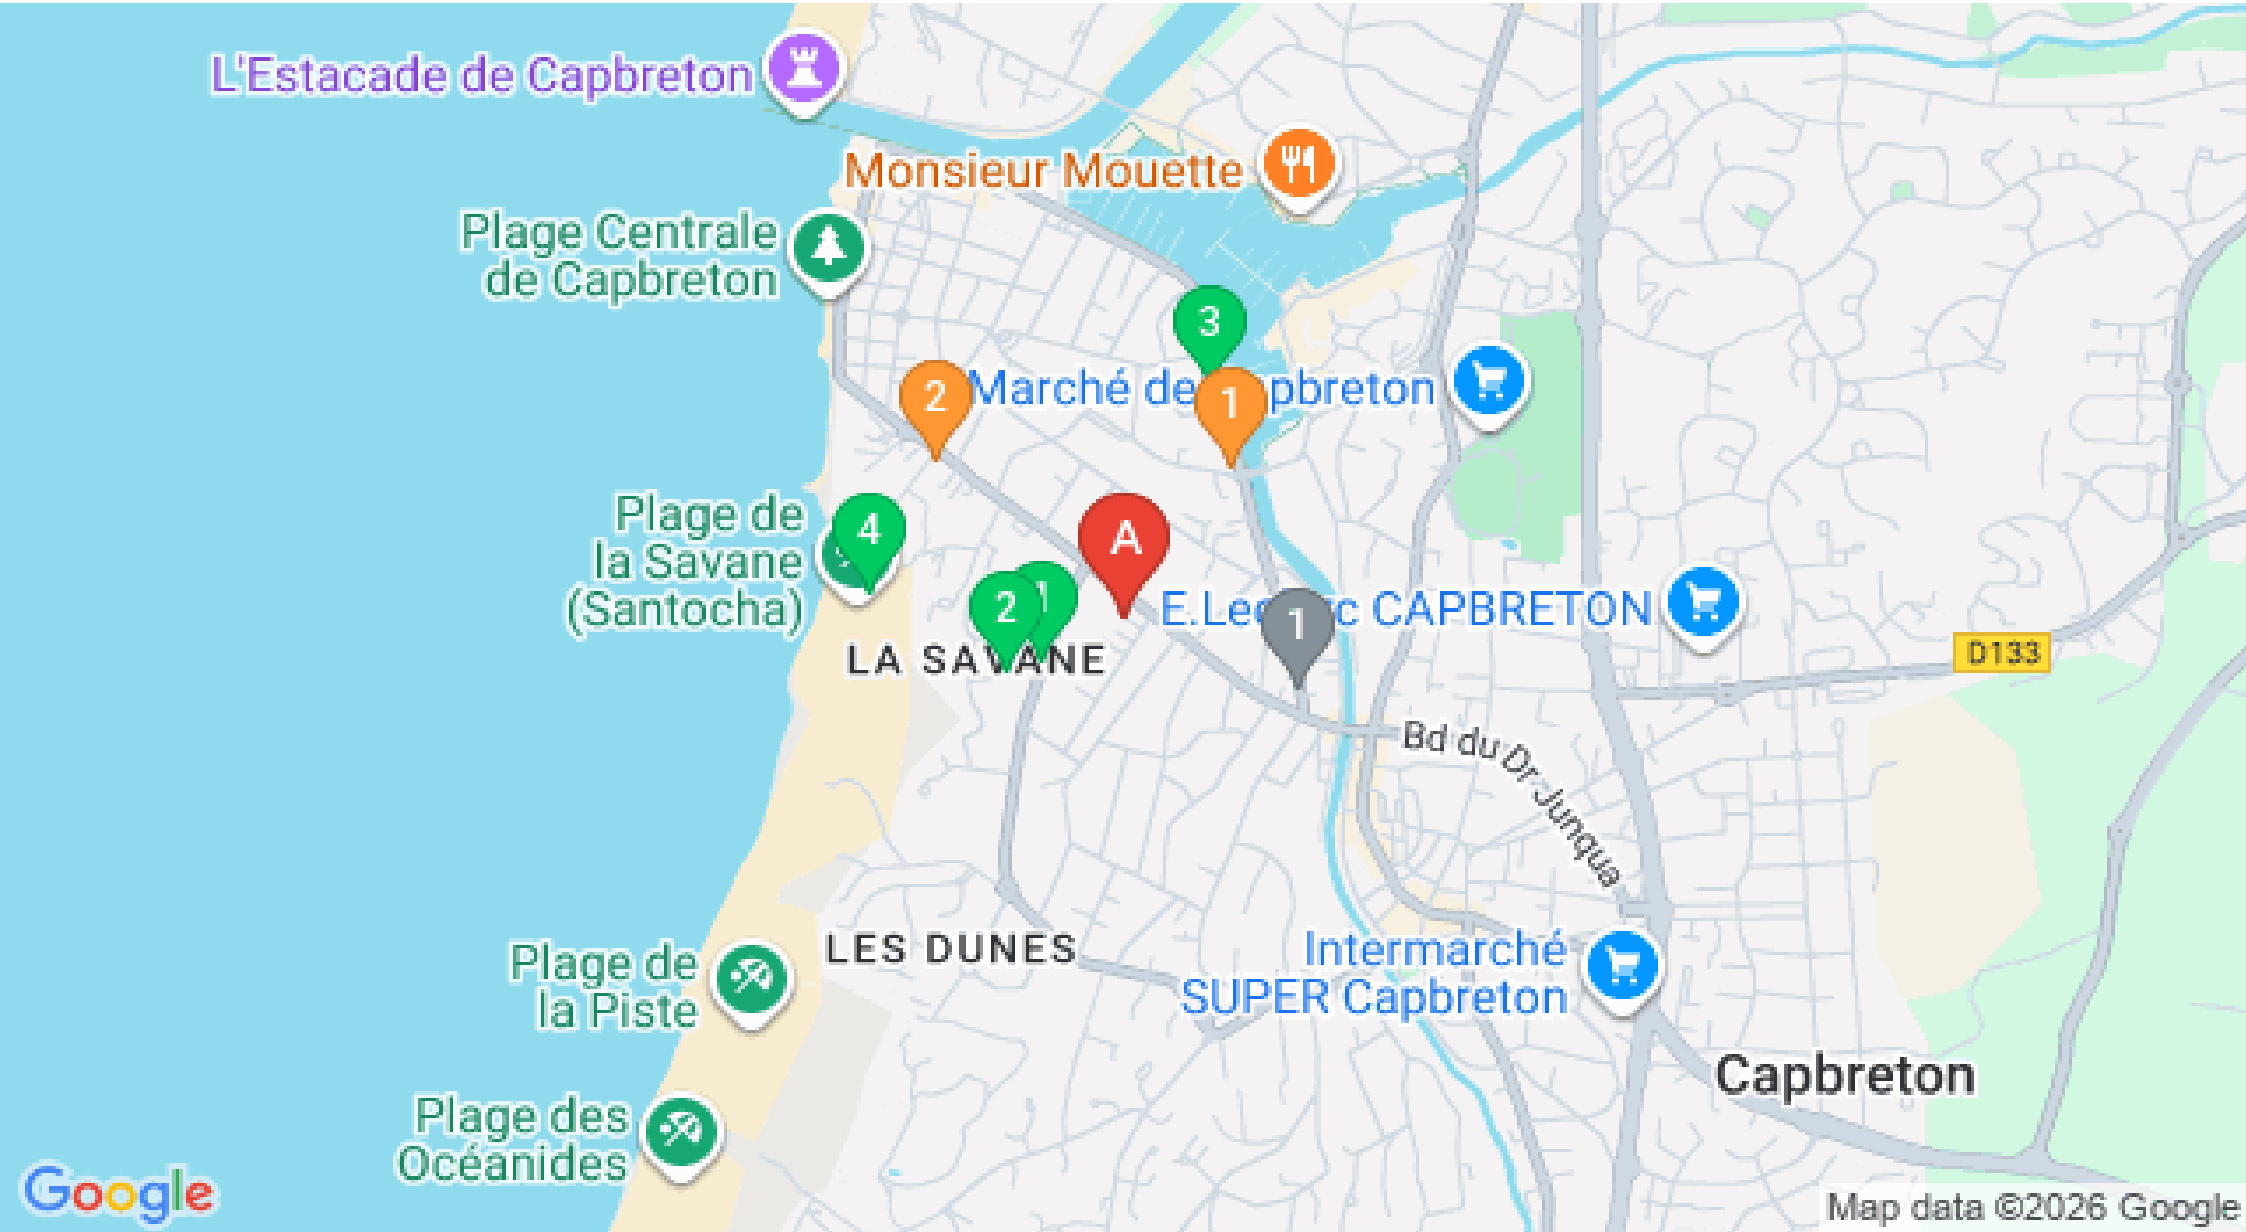 L'Estacade de Capbreton
Monsieur Mouette
Plage Centrale
de Capbreton
3
2
Marché de
pbreton
1
Plage de
la Savane
(Santocha)
4
A
2
1
E.Le
c CAPBRETON
1
LA SAVANE
D133
Bd du Dr Junqua
LES DUNES
Plage de
la Piste
Intermarché
SUPER Capbreton
Capbreton
Plage des
Océanides
Google
Map data ©2026 Google